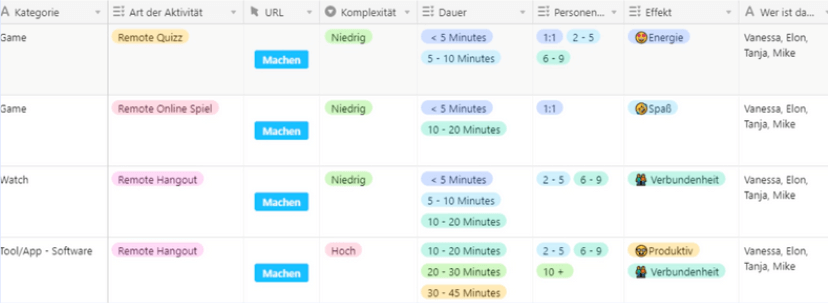 Kategorie Art der Aktivität URL Komplexität Dauer Personen... Effekt Wer ist da...
Game Remote Quizz Niedrig < 5 Minutes 1:1 2 - 5 Energie Vanessa, Elon,
Machen 5 - 10 Minutes 6 - 9 Tanja, Mike
Game Remote Online Spiel Niedrig < 5 Minutes 1:1 Spaß Vanessa, Elon,
Machen 10 - 20 Minutes Tanja, Mike
Watch Remote Hangout Niedrig < 5 Minutes 2 - 5 6 - 9 Verbundenheit Vanessa, Elon,
Machen 5 - 10 Minutes Tanja, Mike
10 - 20 Minutes
Tool/App - Software Remote Hangout Hoch 10 - 20 Minutes 2 - 5 6 - 9 Produktiv Vanessa, Elon,
Machen 20 - 30 Minutes 10 + Verbundenheit Tanja, Mike
30 - 45 Minutes